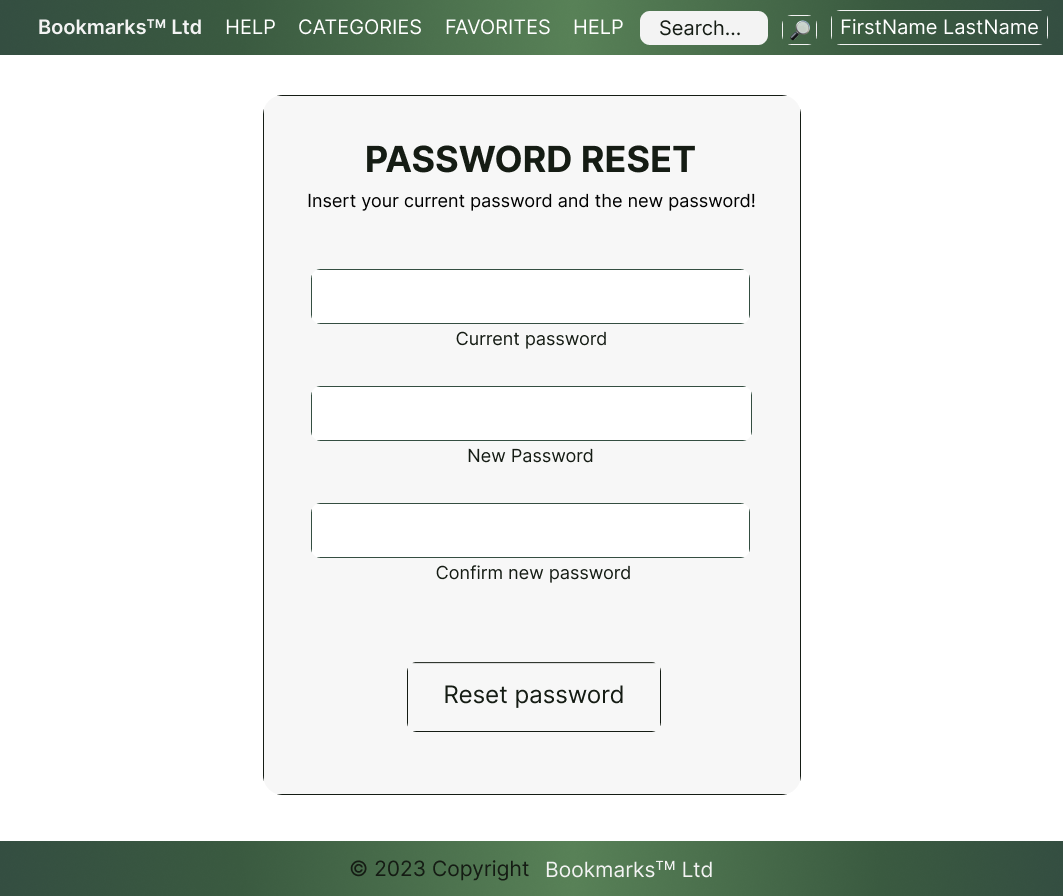 Bookmarks™ Ltd HELP CATEGORIES FAVORITES HELP Search... FirstName LastName
PASSWORD RESET
Insert your current password and the new password!
Current password
New Password
Confirm new password
Reset password
© 2023 Copyright Bookmarks™ Ltd